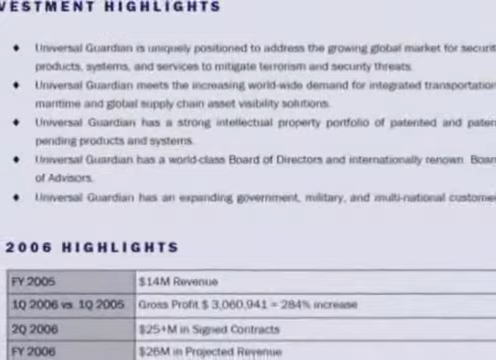 VESTMENT HIGHLIGHTS
♦ Universal Guardian is uniquely positioned to address the growing global market for securit
products, systems, and services to mitigate terrorism and security threats.
♦ Universal Guardian meets the increasing world-wide demand for integrated transportation
maritime and global supply chain asset visibility solutions.
♦ Universal Guardian has a strong intellectual property portfolio of patented and paten
pending products and systems.
♦ Universal Guardian has a world-class Board of Directors and internationally renown Boar
of Advisors.
♦ Universal Guardian has an expanding government, military, and multi-national custome
2006 HIGHLIGHTS
FY 2005 $14M Revenue
1Q 2006 vs. 1Q 2005 Gross Profit $ 3,060,941 = 284% increase
2Q 2006 $25+M in Signed Contracts
FY 2006 $26M in Projected Revenue